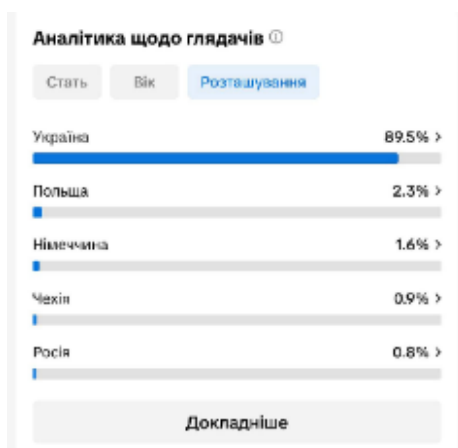 Аналітика щодо глядачів ⓘ
Стать Вік Розташування
Україна 89.5% >
Польща 2.3% >
Німеччина 1.6% >
Чехія 0.9% >
Росія 0.8% >
Докладніше